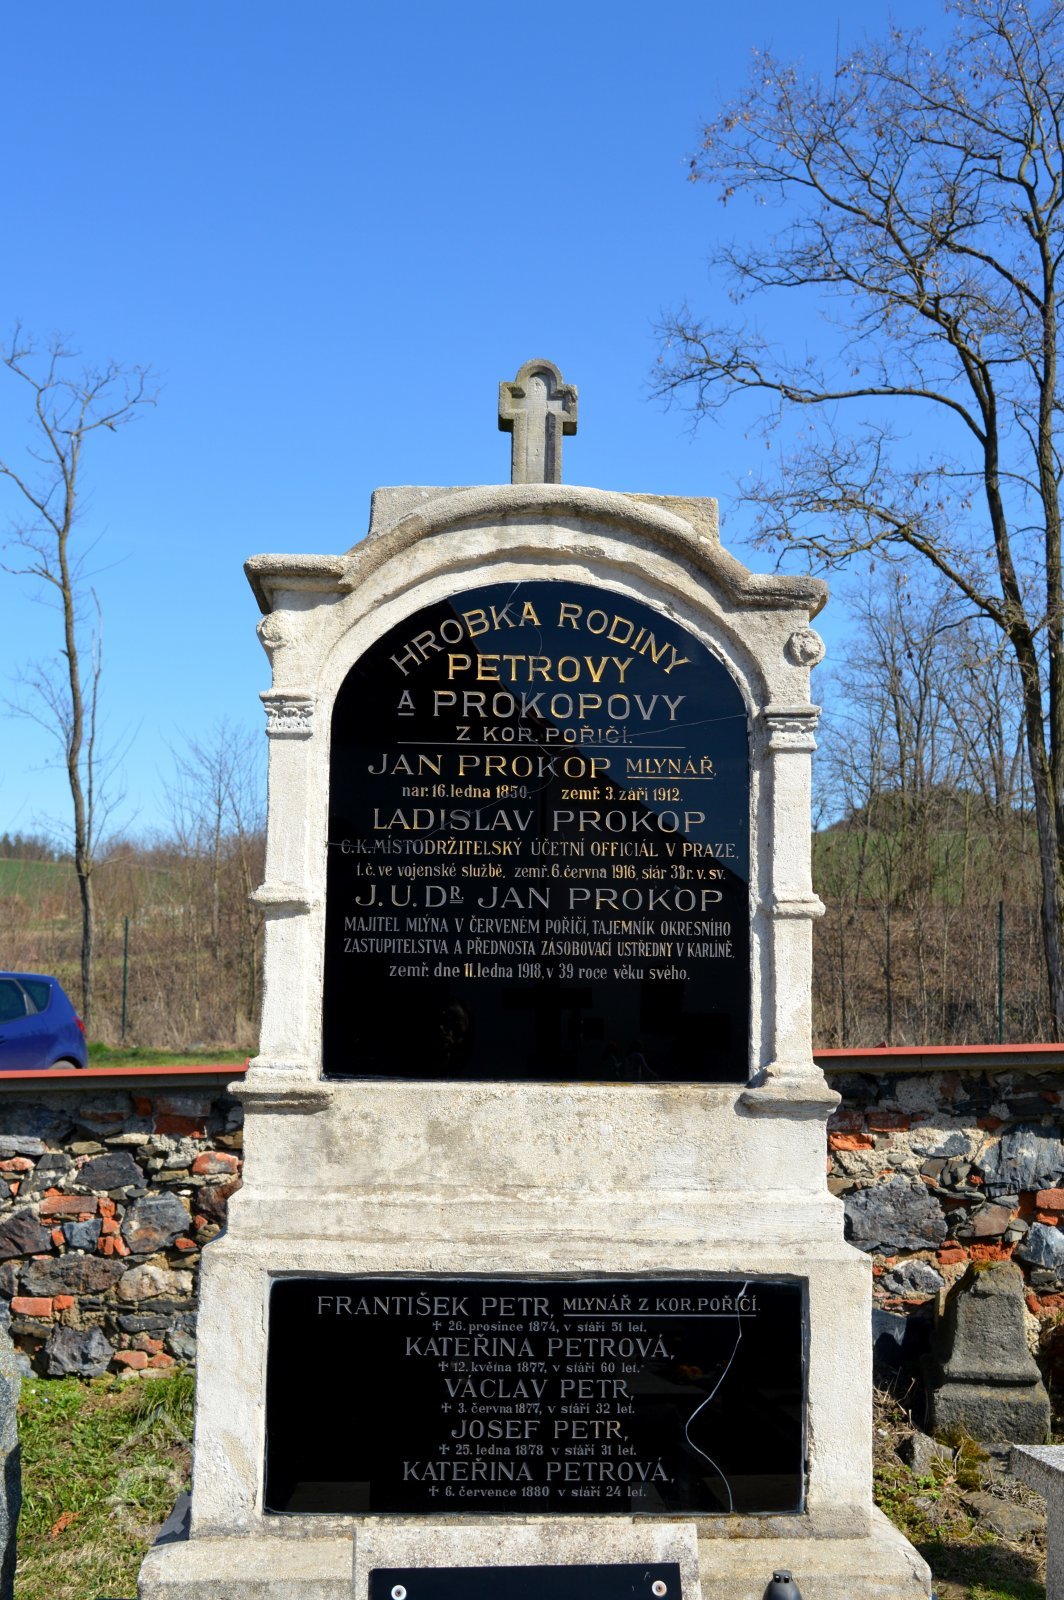 HROBKA RODINY
PETROVY
A PROKOPOVY
Z KOR. POŘIČÍ.
JAN PROKOP MLYNÁŘ,
nar. 16. ledna 1850, zemř. 3. září 1912.
LADISLAV PROKOP
C.K. MÍSTODRŽITELSKÝ ÚČETNÍ OFFICIÁL V PRAZE,
t.č. ve vojenské službě, zemř. 6. června 1916, stár 38 r. v. sv.
J.U.DR. JAN PROKOP,
MAJITEL MLÝNA V ČERVENÉM POŘÍČÍ, TAJEMNÍK OKRESNÍHO
ZASTUPITELSTVA A PŘEDNOSTA ZÁSOBOVACÍ ÚSTŘEDNY V KARLÍNĚ,
zemř. dne 11. ledna 1918, v 39 roce věku svého.
FRANTIŠEK PETR, MLYNÁŘ Z KOR. POŘIČÍ.
✝ 26. prosince 1874, v stáří 51 let.
KATEŘINA PETROVÁ,
✝ 12. května 1877, v stáří 60 let.
VÁCLAV PETR,
✝ 3. června 1877, v stáří 32 let.
JOSEF PETR,
✝ 25. ledna 1878 v stáří 31 let.
KATEŘINA PETROVÁ,
✝ 6. července 1880, v stáří 24 let.